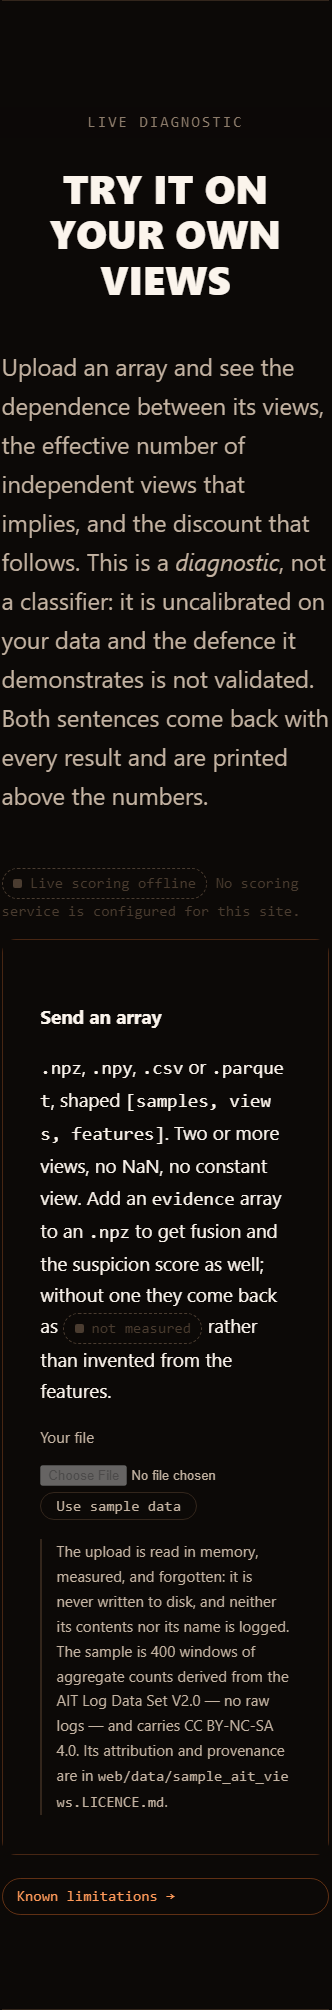 LIVE DIAGNOSTIC
TRY IT ON
YOUR OWN
VIEWS
Upload an array and see the
dependence between its views,
the effective number of
independent views that
implies, and the discount that
follows. This is a diagnostic, not
a classifier: it is uncalibrated on
your data and the defence it
demonstrates is not validated.
Both sentences come back with
every result and are printed
above the numbers.
Live scoring offline No scoring
service is configured for this site.
Send an array
.npz, .npy, .csv or .parque
t, shaped [samples, view
s, features]. Two or more
views, no NaN, no constant
view. Add an evidence array
to an .npz to get fusion and
the suspicion score as well;
without one they come back
as not measured rather
than invented from the
features.
Your file
Choose File No file chosen
Use sample data
The upload is read in memory,
measured, and forgotten: it is
never written to disk, and neither
its contents nor its name is logged.
The sample is 400 windows of
aggregate counts derived from the
AIT Log Data Set V2.0 — no raw
logs — and carries CC BY-NC-SA
4.0. Its attribution and provenance
are in web/data/sample_ait_vie
ws.LICENCE.md.
Known limitations →